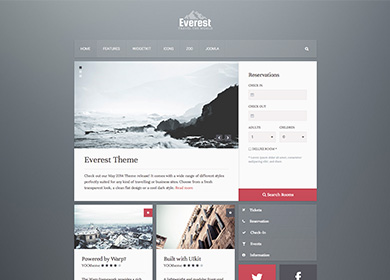 Everest
HOME FEATURES WIDGETKIT ICONS ZOO JOOMLA
Reservations
CHECK IN
CHECK OUT
ADULTS CHILDREN
1 0
Search Rooms
Everest Theme
Check out our May 2014 Theme release! It comes with a wide range of different styles
perfectly suited for any kind of travelling or business sites. Choose from a fresh
transparent look, a clean flat design or a cool dark style. Read more
Tickets
Reservation
Check-In
Events
Information
Powered by Warp7
Built with UIkit